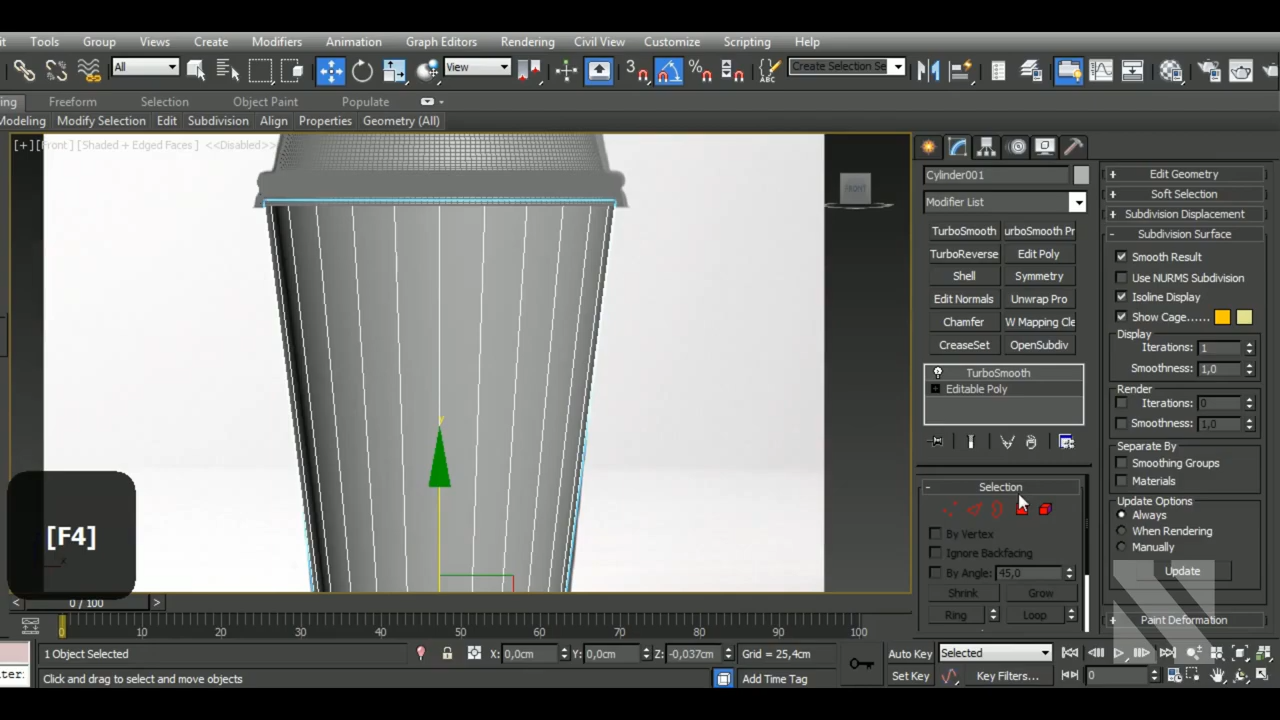 it Tools Group Views Create Modifiers Animation Graph Editors Rendering Civil View Customize Scripting Help
All View 3 Create Selection Se
ing Freeform Selection Object Paint Populate
Modeling Modify Selection Edit Subdivision Align Properties Geometry (All)
[+][Front ] [Shaded + Edged Faces ] <<Disabled>>
FRONT
Cylinder001
Modifier List
TurboSmooth urboSmooth Pr
TurboReverse Edit Poly
Shell Symmetry
Edit Normals Unwrap Pro
Chamfer W Mapping Cle
CreaseSet OpenSubdiv
TurboSmooth
+ Editable Poly
- Selection
By Vertex
Ignore Backfacing
By Angle: 45,0
Shrink Grow
Ring Loop
+ Edit Geometry
+ Soft Selection
+ Subdivision Displacement
- Subdivision Surface
Smooth Result
Use NURMS Subdivision
Isoline Display
Show Cage......
Display
Iterations: 1
Smoothness: 1,0
Render
Iterations: 0
Smoothness: 1,0
Separate By
Smoothing Groups
Materials
Update Options
Always
When Rendering
Manually
Update
+ Paint Deformation
[F4]
y
x
< 0 / 100 >
0 10 20 30 40 50 60 70 80 90 100
1 Object Selected X: 0,0cm Y: 0,0cm Z: -0,037cm Grid = 25,4cm Auto Key Selected
iter: Click and drag to select and move objects Add Time Tag Set Key Key Filters... 0